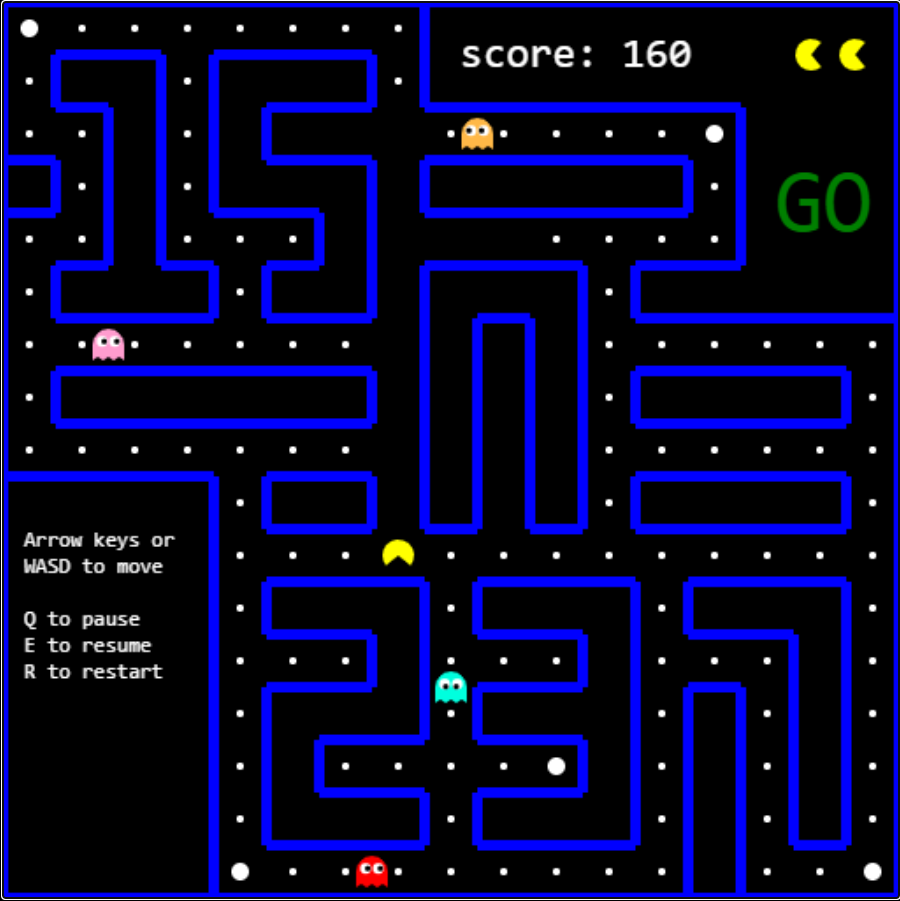 score: 160
GO
Arrow keys or
WASD to move
Q to pause
E to resume
R to restart